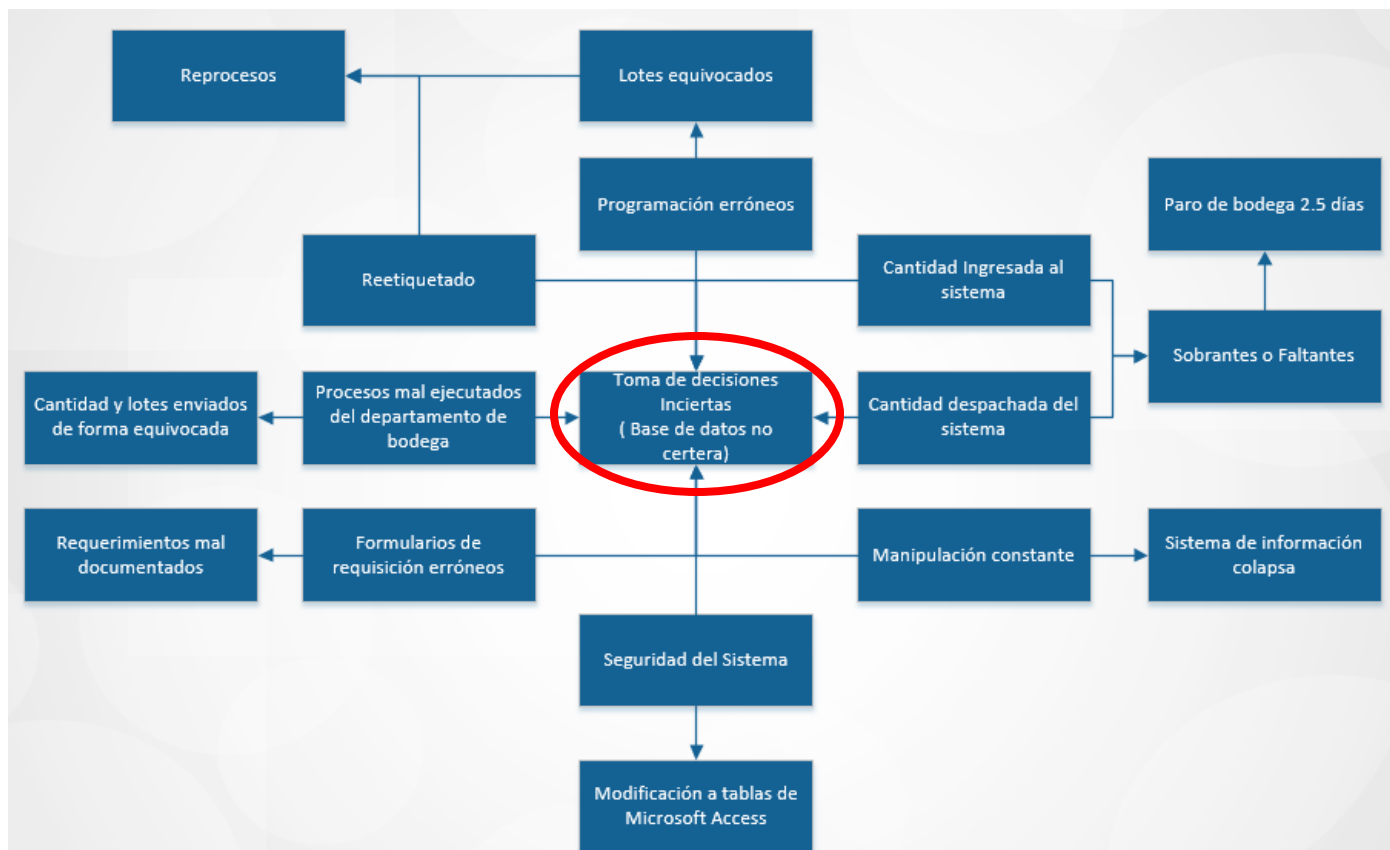 Reprocesos
Lotes equivocados
Programación erróneos
Paro de bodega 2.5 días
Reetiquetado
Cantidad Ingresada al
sistema
Sobrantes o Faltantes
Cantidad y lotes enviados
de forma equivocada
Procesos mal ejecutados
del departamento de
bodega
Toma de decisiones
Inciertas
( Base de datos no
certera)
Cantidad despachada del
sistema
Requerimientos mal
documentados
Formularios de
requisición erróneos
Manipulación constante
Sistema de información
colapsa
Seguridad del Sistema
Modificación a tablas de
Microsoft Access